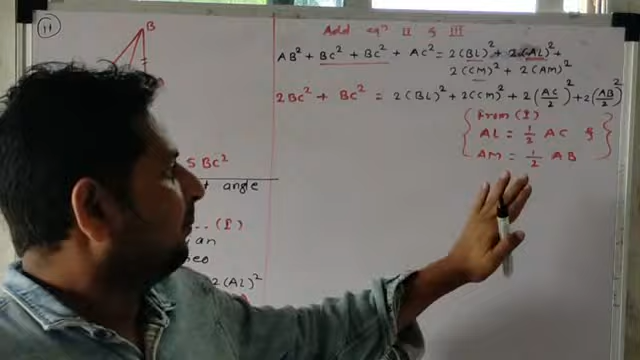 11
B
Add eqⁿ II & III
AB² + BC² + BC² + AC² = 2(BL)² + 2(AL)² +
2(CM)² + 2(AM)²
2BC² + BC² = 2(BL)² + 2(CM)² + 2(AC/2)² + 2(AB/2)²
{ From (I)
AL = 1/2 AC &
AM = 1/2 AB }
5 BC²
angle
... (I)
2(AL)²